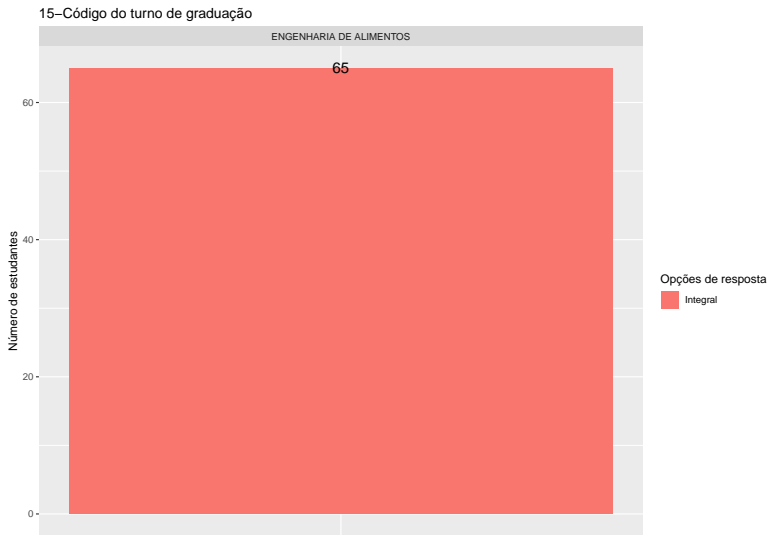 15−Código do turno de graduação
ENGENHARIA DE ALIMENTOS
65
60
40
20
0
Número de estudantes
Opções de resposta
Integral